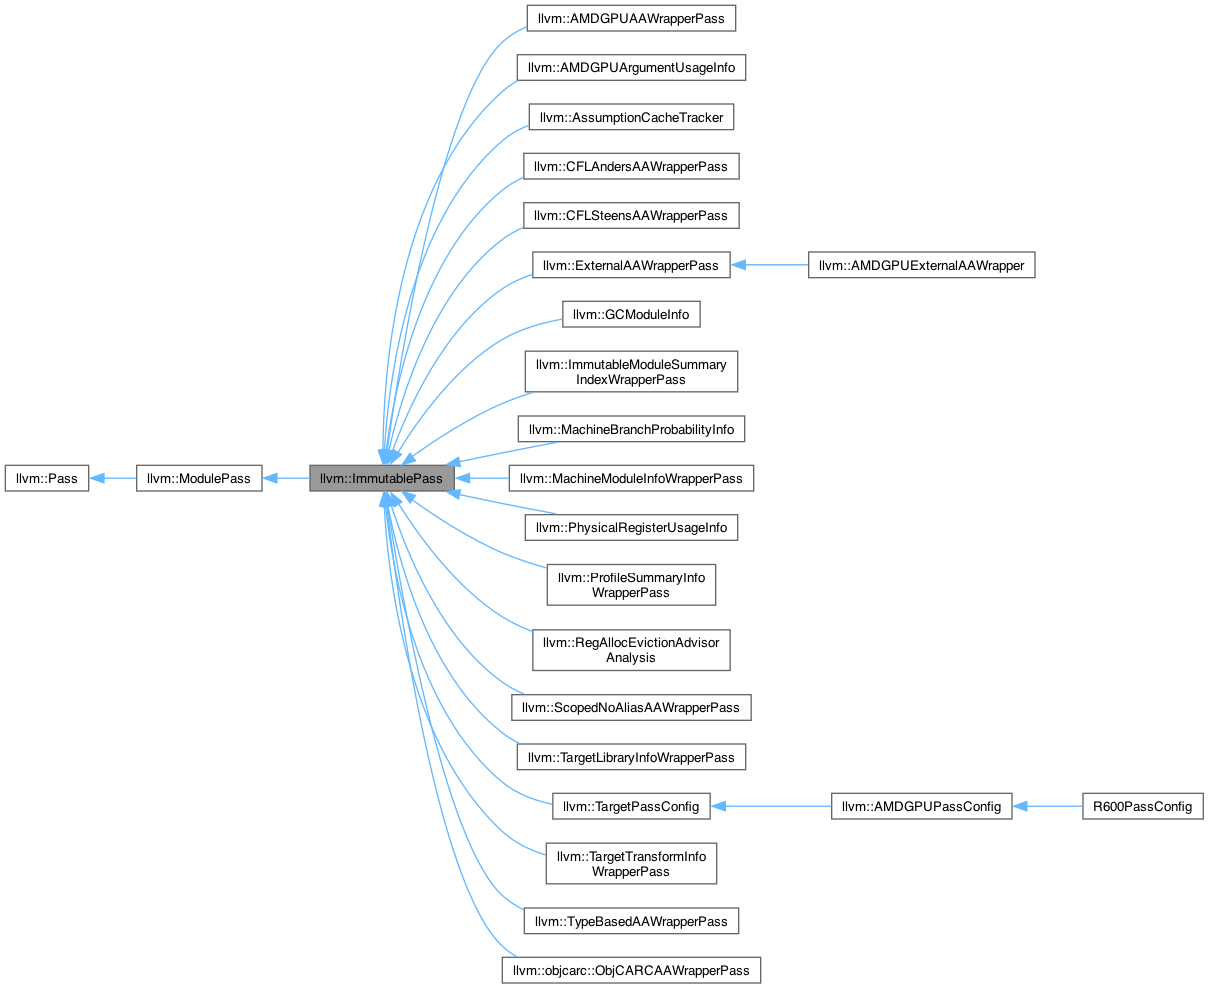 llvm::AMDGPUAAWrapperPass
llvm::AMDGPUArgumentUsageInfo
llvm::AssumptionCacheTracker
llvm::CFLAndersAAWrapperPass
llvm::CFLSteensAAWrapperPass
llvm::ExternalAAWrapperPass
llvm::AMDGPUExternalAAWrapper
llvm::GCModuleInfo
llvm::ImmutableModuleSummary
IndexWrapperPass
llvm::MachineBranchProbabilityInfo
llvm::Pass
llvm::ModulePass
llvm::ImmutablePass
llvm::MachineModuleInfoWrapperPass
llvm::PhysicalRegisterUsageInfo
llvm::ProfileSummaryInfo
WrapperPass
llvm::RegAllocEvictionAdvisor
Analysis
llvm::ScopedNoAliasAAWrapperPass
llvm::TargetLibraryInfoWrapperPass
llvm::TargetPassConfig
llvm::AMDGPUPassConfig
R600PassConfig
llvm::TargetTransformInfo
WrapperPass
llvm::TypeBasedAAWrapperPass
llvm::objcarc::ObjCARCAAWrapperPass